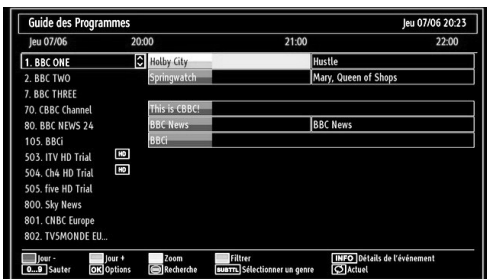 Guide des Programmes Jeu 07/06 20:23
Jeu 07/06 20:00 21:00 22:00
1. BBC ONE Holby City Hustle
2. BBC TWO Springwatch Mary, Queen of Shops
7. BBC THREE
70. CBBC Channel This is CBBC!
80. BBC NEWS 24 BBC News BBC News
105. BBCi BBCi
503. ITV HD Trial HD
504. Ch4 HD Trial HD
505. five HD Trial
800. Sky News
801. CNBC Europe
802. TV5MONDE EU...
Jour - Jour + Zoom Filtrer INFO Détails de l'événement
0...9 Sauter OK Options Recherche SUBTTL Sélectionner un genre Actuel